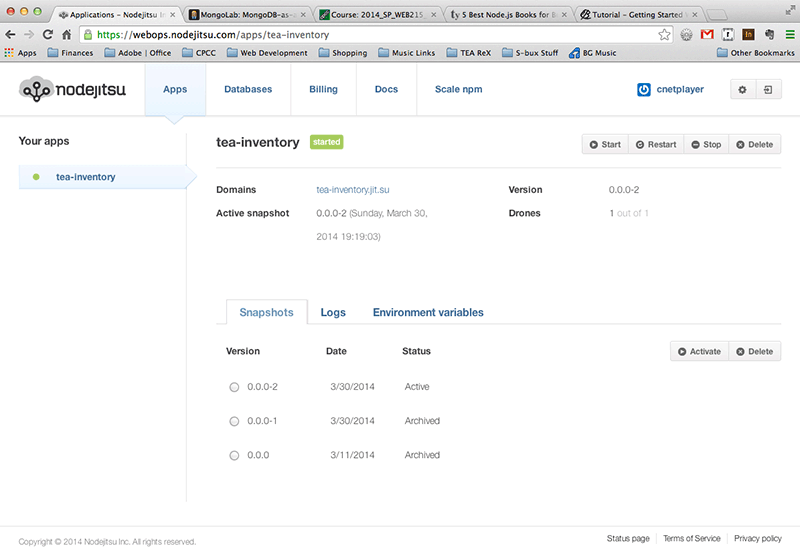 Applications – Nodejitsu In
MongoLab: MongoDB-as-
Course: 2014_SP_WEB215
5 Best Node.js Books for B
Tutorial – Getting Started
https://webops.nodejitsu.com/apps/tea-inventory
Apps Finances Adobe | Office CPCC Web Development Shopping Music Links TEA ReX S-bux Stuff BG Music Other Bookmarks
nodejitsu Apps Databases Billing Docs Scale npm cnetplayer
Your apps
tea-inventory
tea-inventory started Start Restart Stop Delete
Domains tea-inventory.jit.su Version 0.0.0-2
Active snapshot 0.0.0-2 (Sunday, March 30, Drones 1 out of 1
2014 19:19:03)
Snapshots Logs Environment variables
Version Date Status Activate Delete
0.0.0-2 3/30/2014 Active
0.0.0-1 3/30/2014 Archived
0.0.0 3/11/2014 Archived
Copyright © 2014 Nodejitsu Inc. All rights reserved. Status page Terms of Service Privacy policy